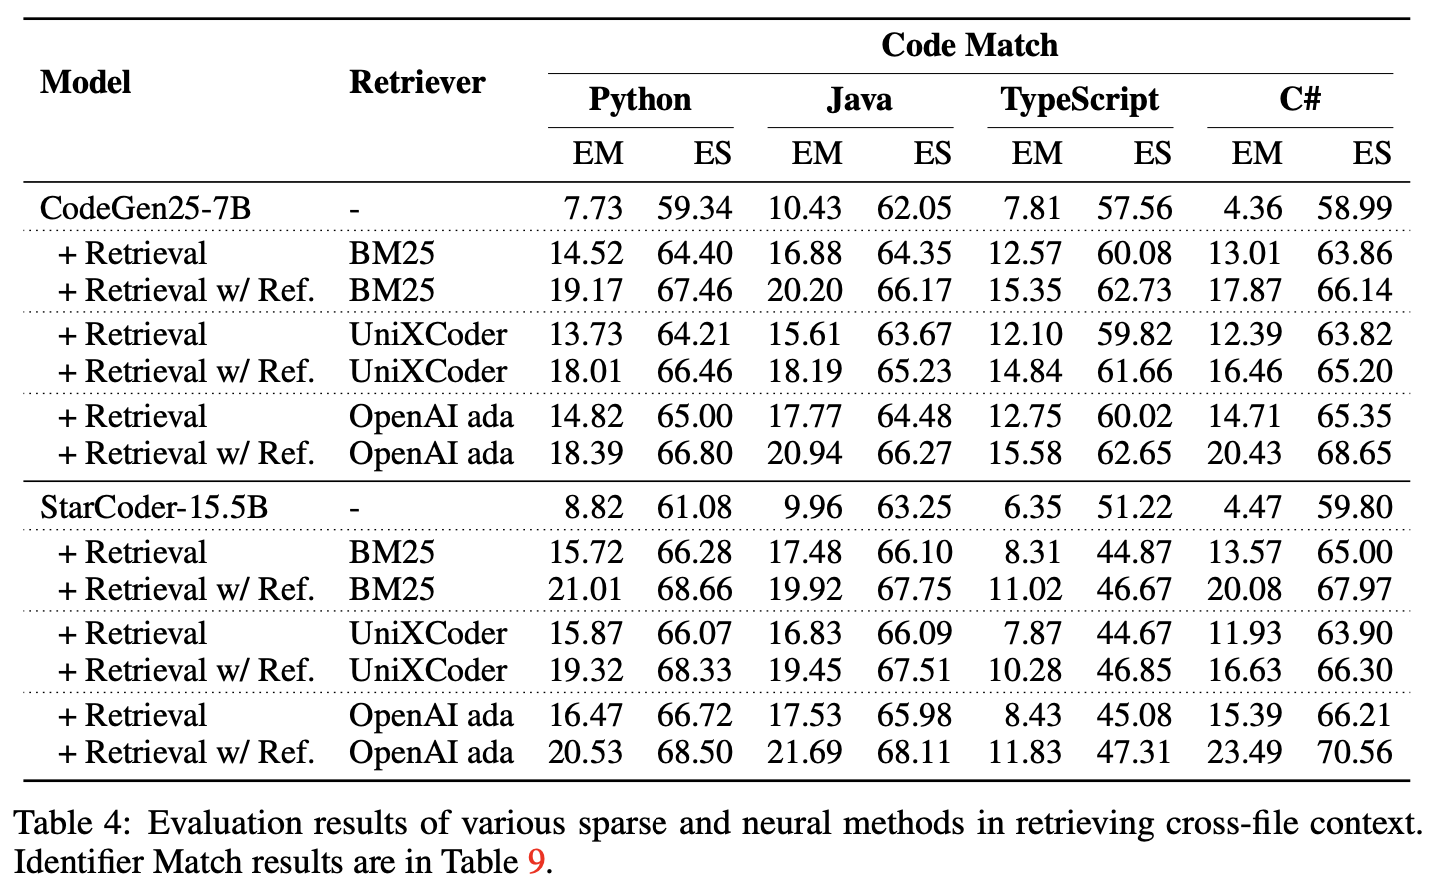 Code Match
Model Retriever
Python Java TypeScript C#
EM ES EM ES EM ES EM ES
CodeGen25-7B - 7.73 59.34 10.43 62.05 7.81 57.56 4.36 58.99
+ Retrieval BM25 14.52 64.40 16.88 64.35 12.57 60.08 13.01 63.86
+ Retrieval w/ Ref. BM25 19.17 67.46 20.20 66.17 15.35 62.73 17.87 66.14
+ Retrieval UniXCoder 13.73 64.21 15.61 63.67 12.10 59.82 12.39 63.82
+ Retrieval w/ Ref. UniXCoder 18.01 66.46 18.19 65.23 14.84 61.66 16.46 65.20
+ Retrieval OpenAI ada 14.82 65.00 17.77 64.48 12.75 60.02 14.71 65.35
+ Retrieval w/ Ref. OpenAI ada 18.39 66.80 20.94 66.27 15.58 62.65 20.43 68.65
StarCoder-15.5B - 8.82 61.08 9.96 63.25 6.35 51.22 4.47 59.80
+ Retrieval BM25 15.72 66.28 17.48 66.10 8.31 44.87 13.57 65.00
+ Retrieval w/ Ref. BM25 21.01 68.66 19.92 67.75 11.02 46.67 20.08 67.97
+ Retrieval UniXCoder 15.87 66.07 16.83 66.09 7.87 44.67 11.93 63.90
+ Retrieval w/ Ref. UniXCoder 19.32 68.33 19.45 67.51 10.28 46.85 16.63 66.30
+ Retrieval OpenAI ada 16.47 66.72 17.53 65.98 8.43 45.08 15.39 66.21
+ Retrieval w/ Ref. OpenAI ada 20.53 68.50 21.69 68.11 11.83 47.31 23.49 70.56
Table 4: Evaluation results of various sparse and neural methods in retrieving cross-file context.
Identifier Match results are in Table 9.